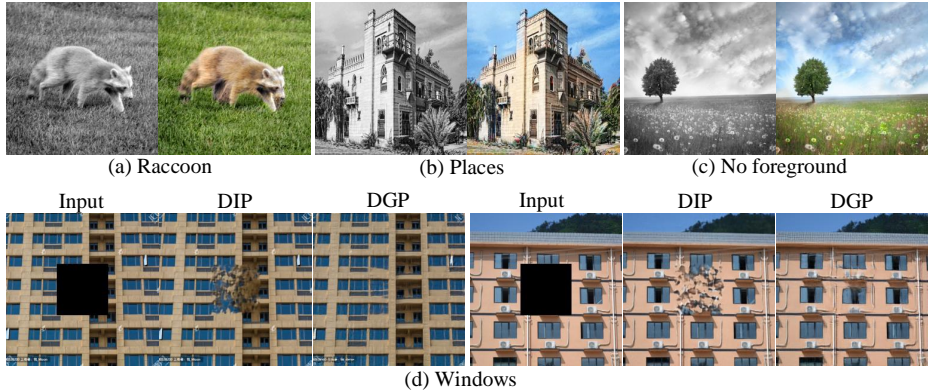 (a) Raccoon
(b) Places
(c) No foreground
Input
DIP
DGP
Input
DIP
DGP
(d) Windows